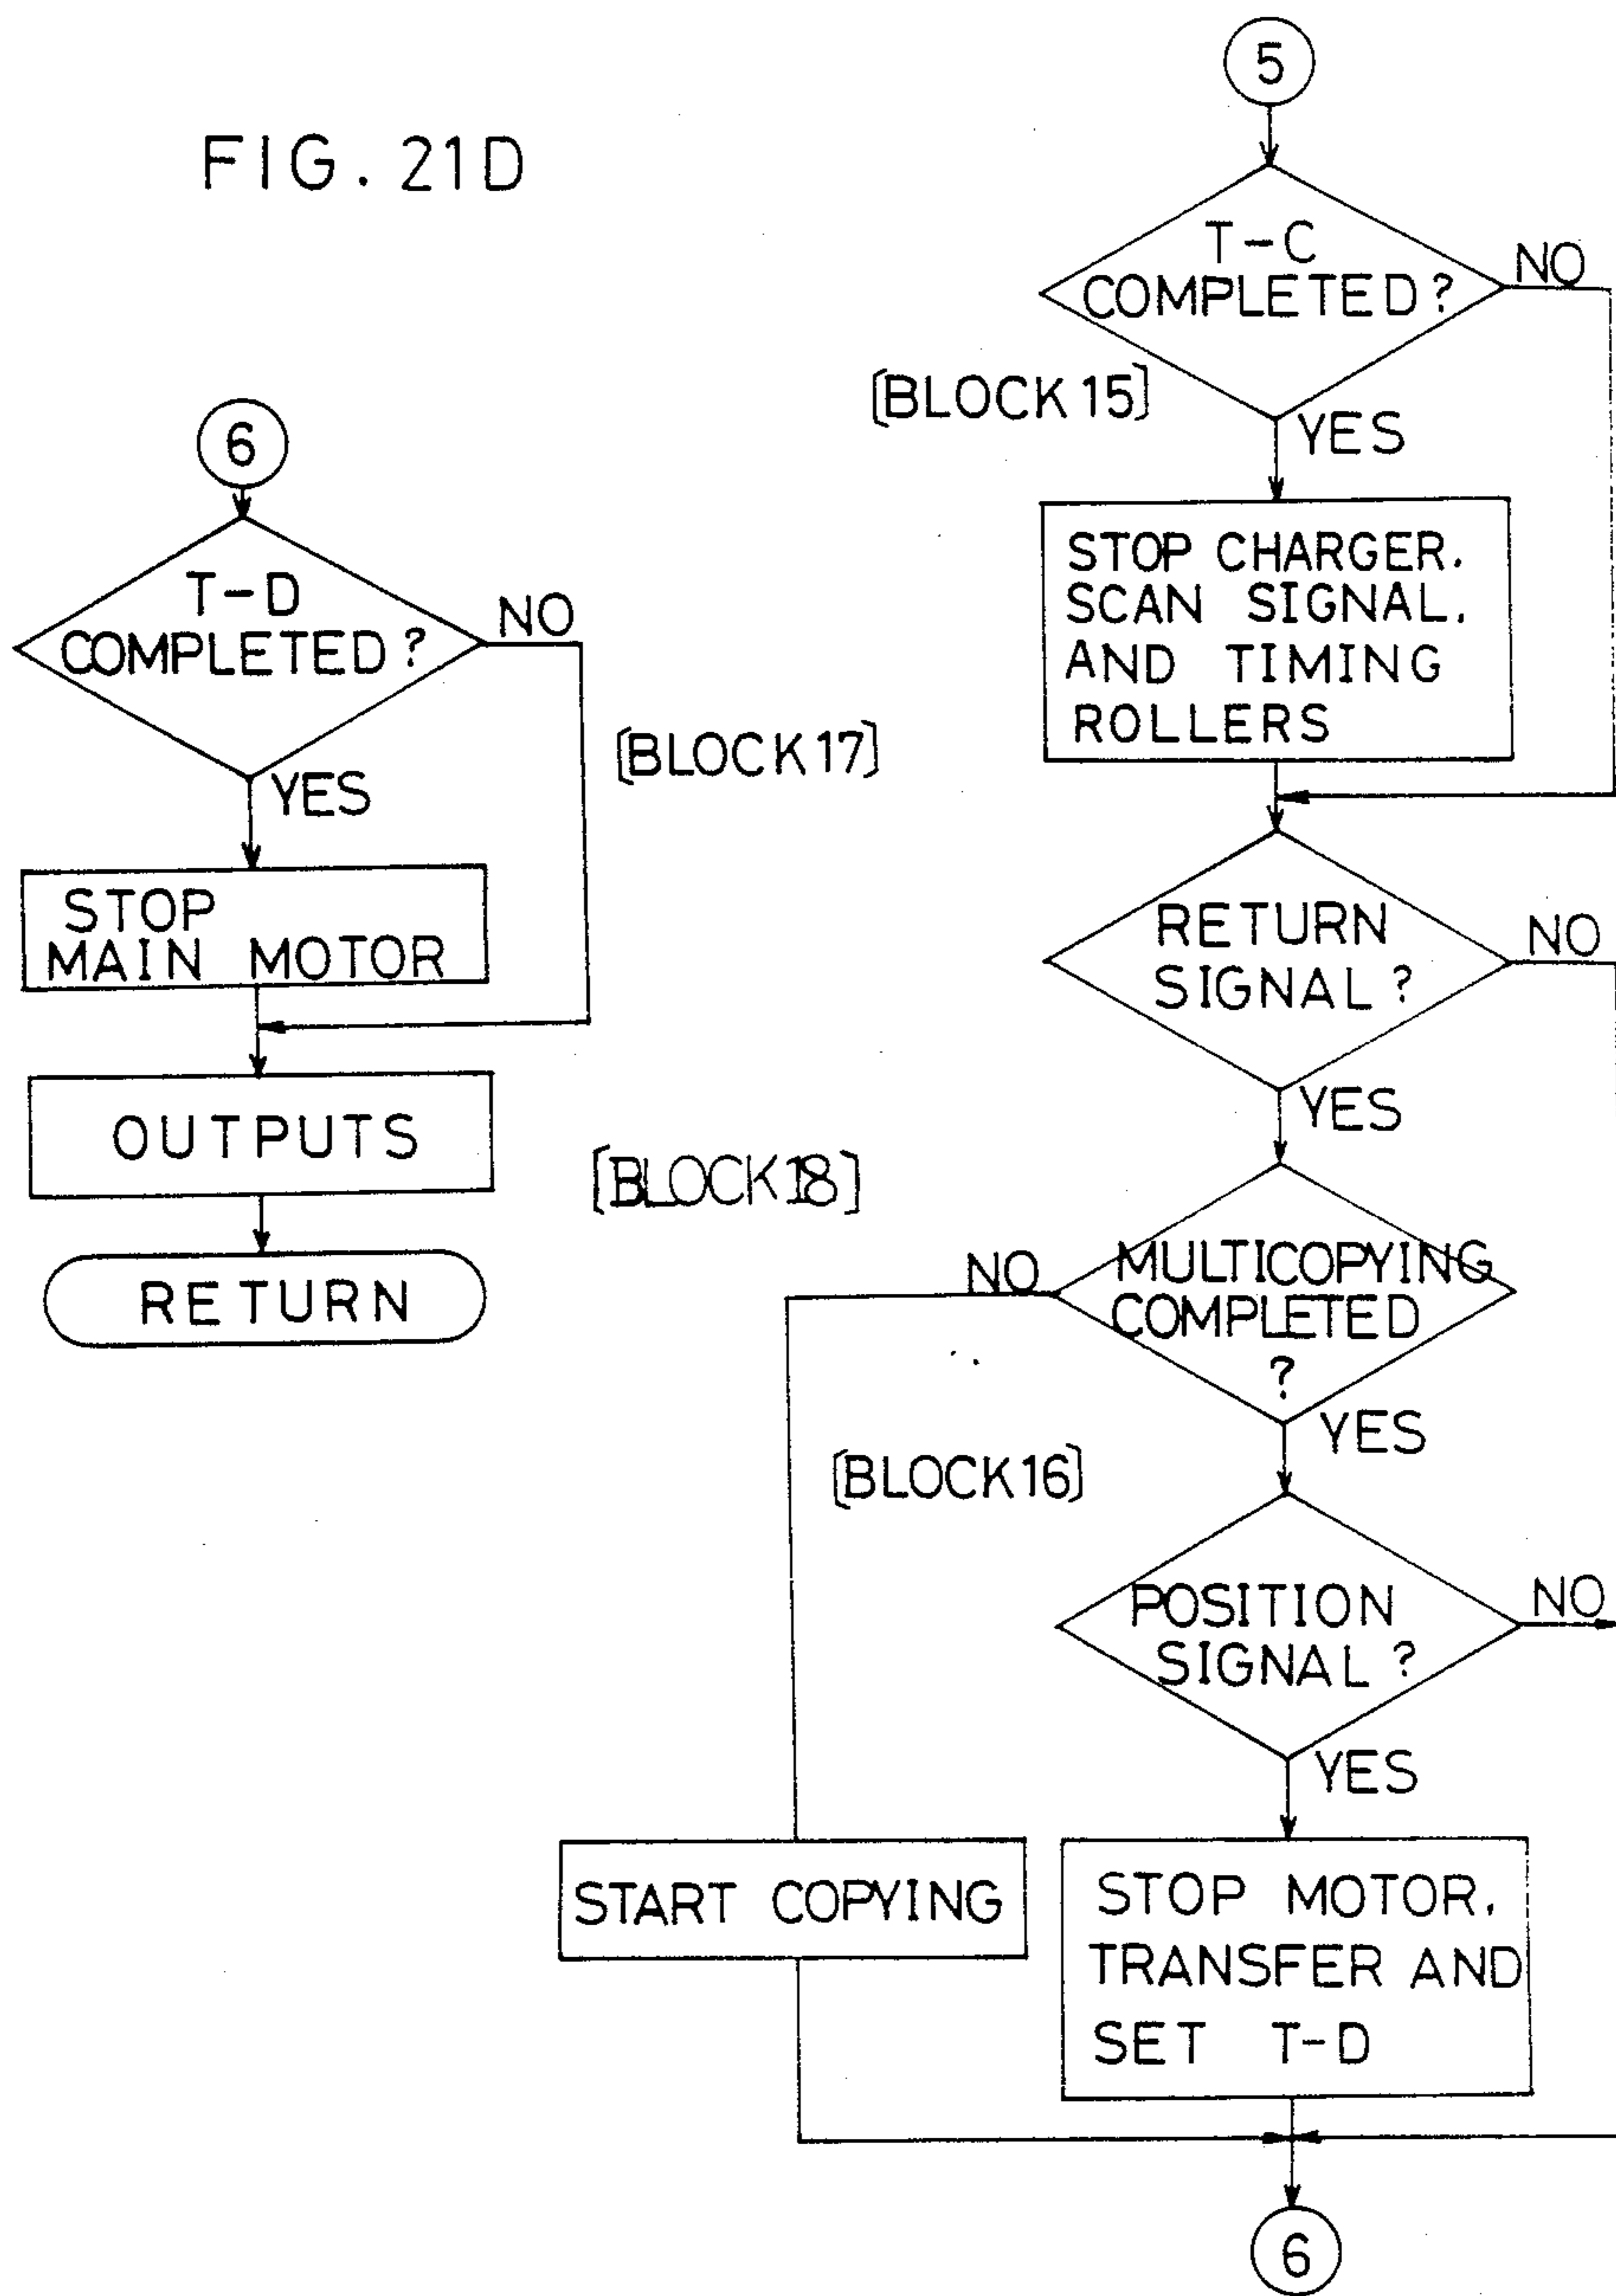 FIG. 21D
6
T-D
COMPLETED ?
NO
[BLOCK 17]
YES
STOP
MAIN MOTOR
OUTPUTS
[BLOCK 18]
RETURN
5
T-C
COMPLETED ?
NO
[BLOCK 15]
YES
STOP CHARGER.
SCAN SIGNAL.
AND TIMING
ROLLERS
RETURN
SIGNAL ?
NO
YES
NO
MULTICOPYING
COMPLETED
?
YES
[BLOCK 16]
POSITION
SIGNAL ?
NO
YES
START COPYING
STOP MOTOR.
TRANSFER AND
SET T-D
6